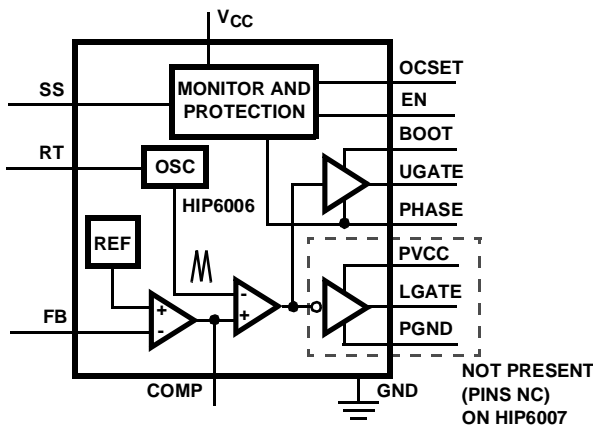 VCC
SS
MONITOR AND
PROTECTION
OCSET
EN
RT
OSC
BOOT
HIP6006
UGATE
REF
PHASE
PVCC
+
-
-
+
LGATE
FB
PGND
COMP
GND
NOT PRESENT
(PINS NC)
ON HIP6007